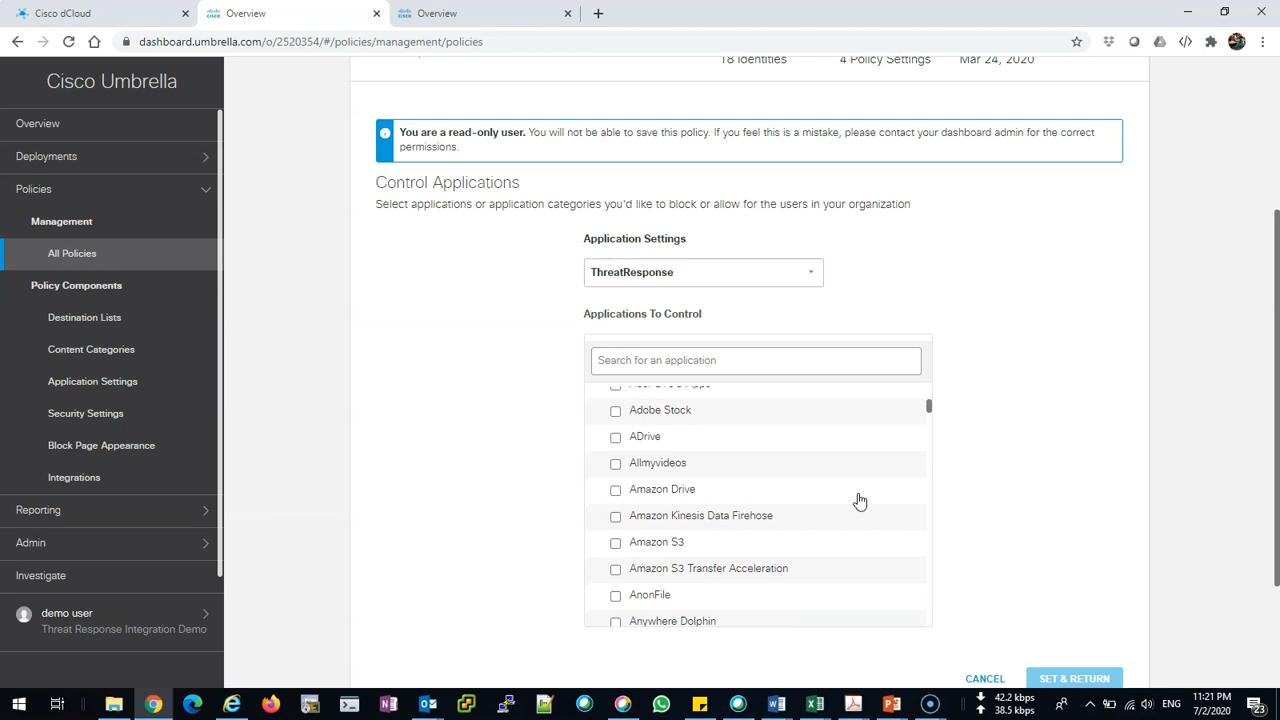 Cisco dCloud
Overview
Overview
dashboard.umbrella.com/o/2520354/#/policies/management/policies
Cisco Umbrella
Overview
Deployments
Policies
Management
All Policies
Policy Components
Destination Lists
Content Categories
Application Settings
Security Settings
Block Page Appearance
Integrations
Reporting
Admin
Investigate
demo user
Threat Response Integration Demo
18 Identities
4 Policy Settings
Mar 24, 2020
You are a read-only user. You will not be able to save this policy. If you feel this is a mistake, please contact your dashboard admin for the correct
permissions.
Control Applications
Select applications or application categories you'd like to block or allow for the users in your organization
Application Settings
ThreatResponse
Applications To Control
Search for an application
Adobe Stock
ADrive
Allmyvideos
Amazon Drive
Amazon Kinesis Data Firehose
Amazon S3
Amazon S3 Transfer Acceleration
AnonFile
Anywhere Dolphin
CANCEL
SET & RETURN
42.2 kbps
38.5 kbps
ENG
11:21 PM
7/2/2020
23